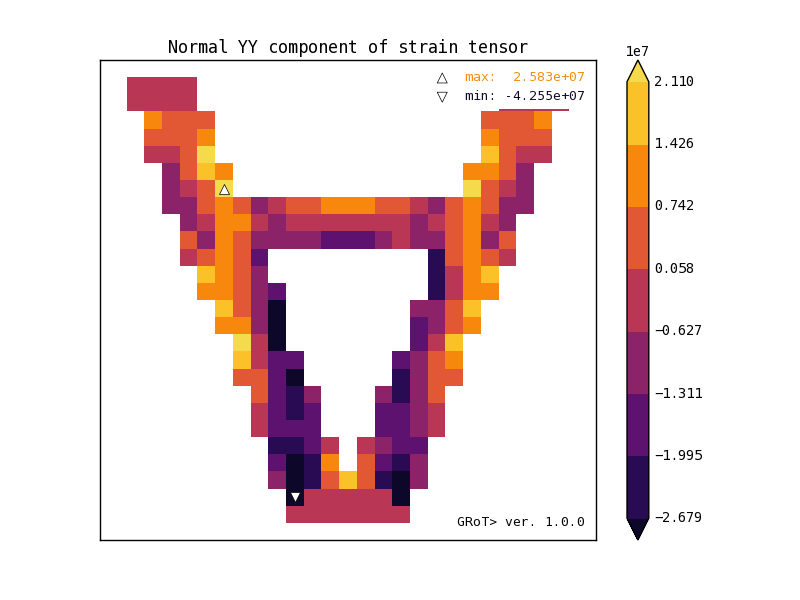 Normal YY component of strain tensor
1e7
△ max: 2.583e+07
▽ min: -4.255e+07
2.110
1.426
0.742
0.058
−0.627
−1.311
−1.995
−2.679
GRoT> ver. 1.0.0